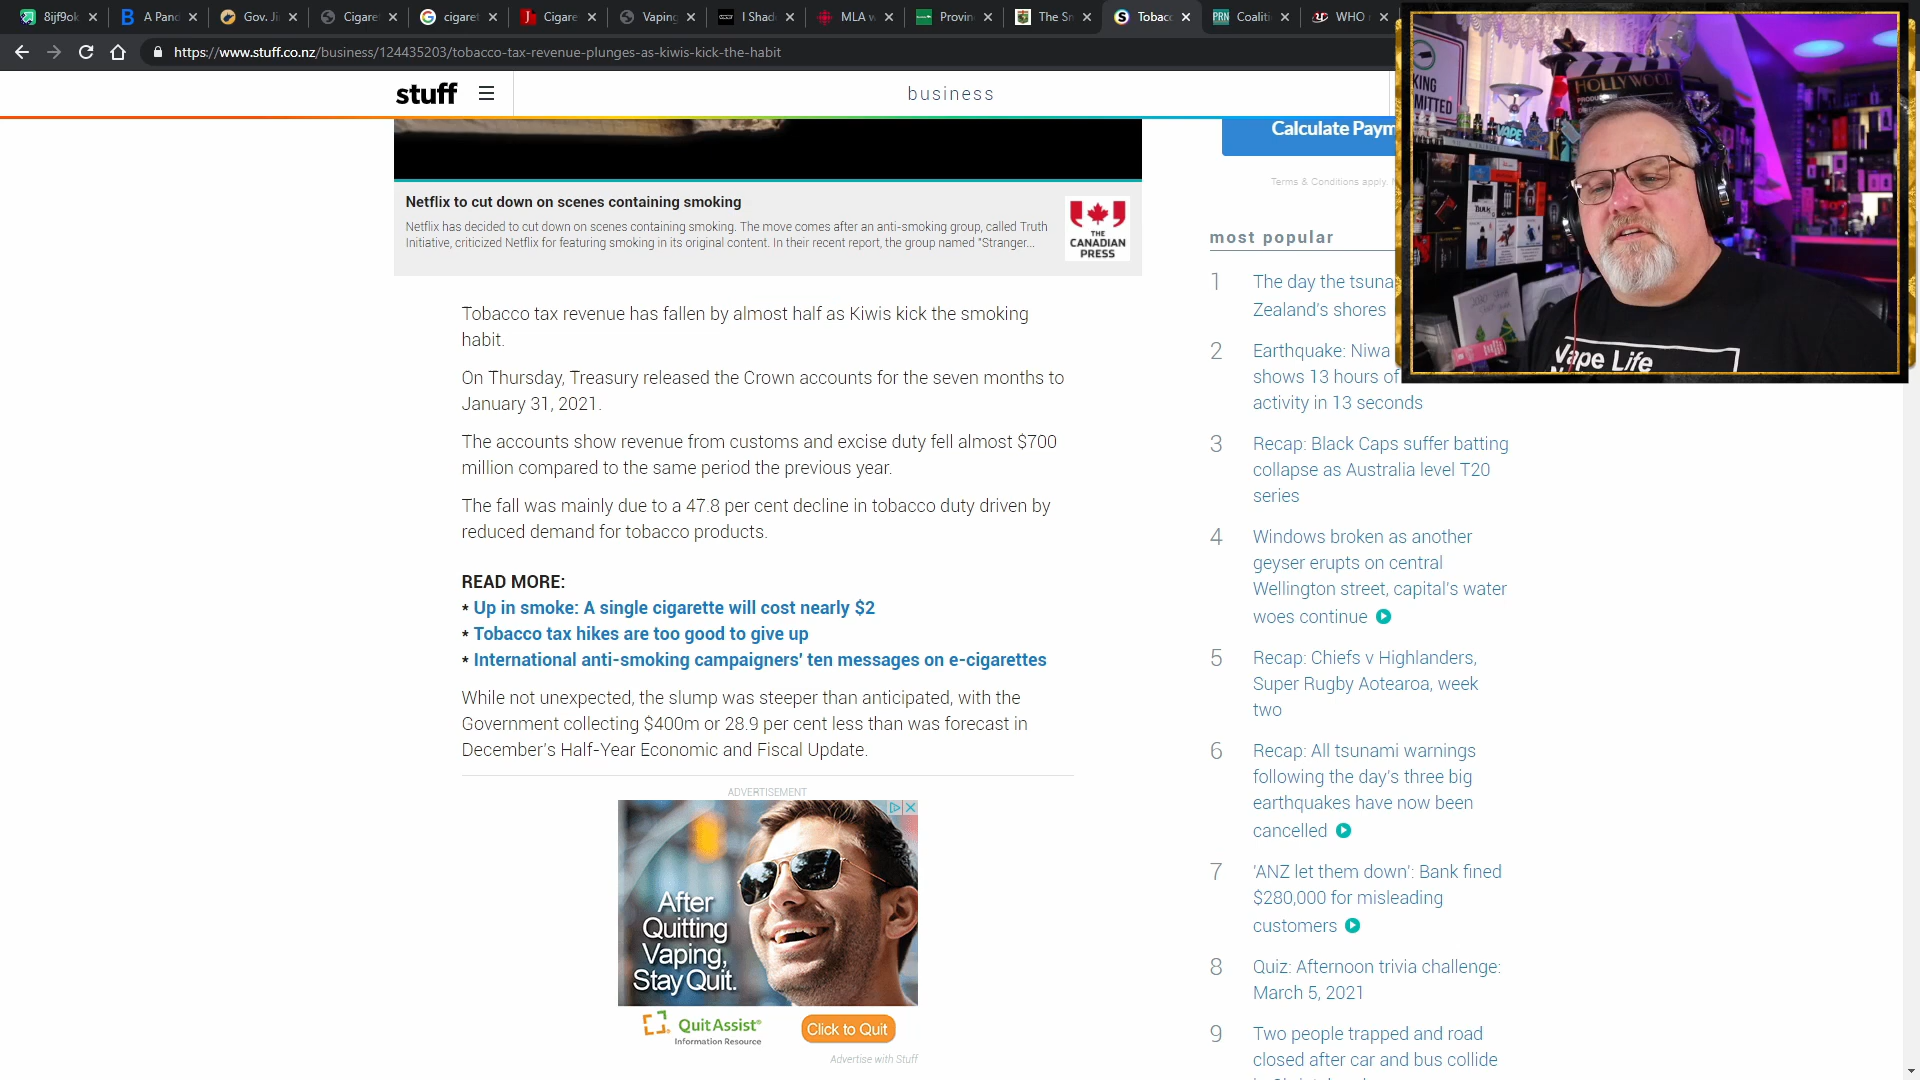 8ijf9ok
A Pand
Gov. Ji
Cigaret
cigaret
Cigare
Vaping
I Shad
MLA w
Provin
The Sm
Tobacc
Coaliti
WHO
https://www.stuff.co.nz/business/124435203/tobacco-tax-revenue-plunges-as-kiwis-kick-the-habit
stuff
business
Calculate Paym
Terms & Conditions apply.
Netflix to cut down on scenes containing smoking
Netflix has decided to cut down on scenes containing smoking. The move comes after an anti-smoking group, called Truth
Initiative, criticized Netflix for featuring smoking in its original content. In their recent report, the group named "Stranger...
THE
CANADIAN
PRESS
Tobacco tax revenue has fallen by almost half as Kiwis kick the smoking
habit.
On Thursday, Treasury released the Crown accounts for the seven months to
January 31, 2021.
The accounts show revenue from customs and excise duty fell almost $700
million compared to the same period the previous year.
The fall was mainly due to a 47.8 per cent decline in tobacco duty driven by
reduced demand for tobacco products.
READ MORE:
* Up in smoke: A single cigarette will cost nearly $2
* Tobacco tax hikes are too good to give up
* International anti-smoking campaigners' ten messages on e-cigarettes
While not unexpected, the slump was steeper than anticipated, with the
Government collecting $400m or 28.9 per cent less than was forecast in
December's Half-Year Economic and Fiscal Update.
ADVERTISEMENT
After
Quitting
Vaping,
Stay Quit.
QuitAssist®
Information Resource
Click to Quit
Advertise with Stuff
most popular
1 The day the tsuna
Zealand's shores
2 Earthquake: Niwa
shows 13 hours of
activity in 13 seconds
3 Recap: Black Caps suffer batting
collapse as Australia level T20
series
4 Windows broken as another
geyser erupts on central
Wellington street, capital's water
woes continue
5 Recap: Chiefs v Highlanders,
Super Rugby Aotearoa, week
two
6 Recap: All tsunami warnings
following the day's three big
earthquakes have now been
cancelled
7 'ANZ let them down': Bank fined
$280,000 for misleading
customers
8 Quiz: Afternoon trivia challenge:
March 5, 2021
9 Two people trapped and road
closed after car and bus collide
KING
MITTED
HOLLYWOOD
VAPE
Vape Life